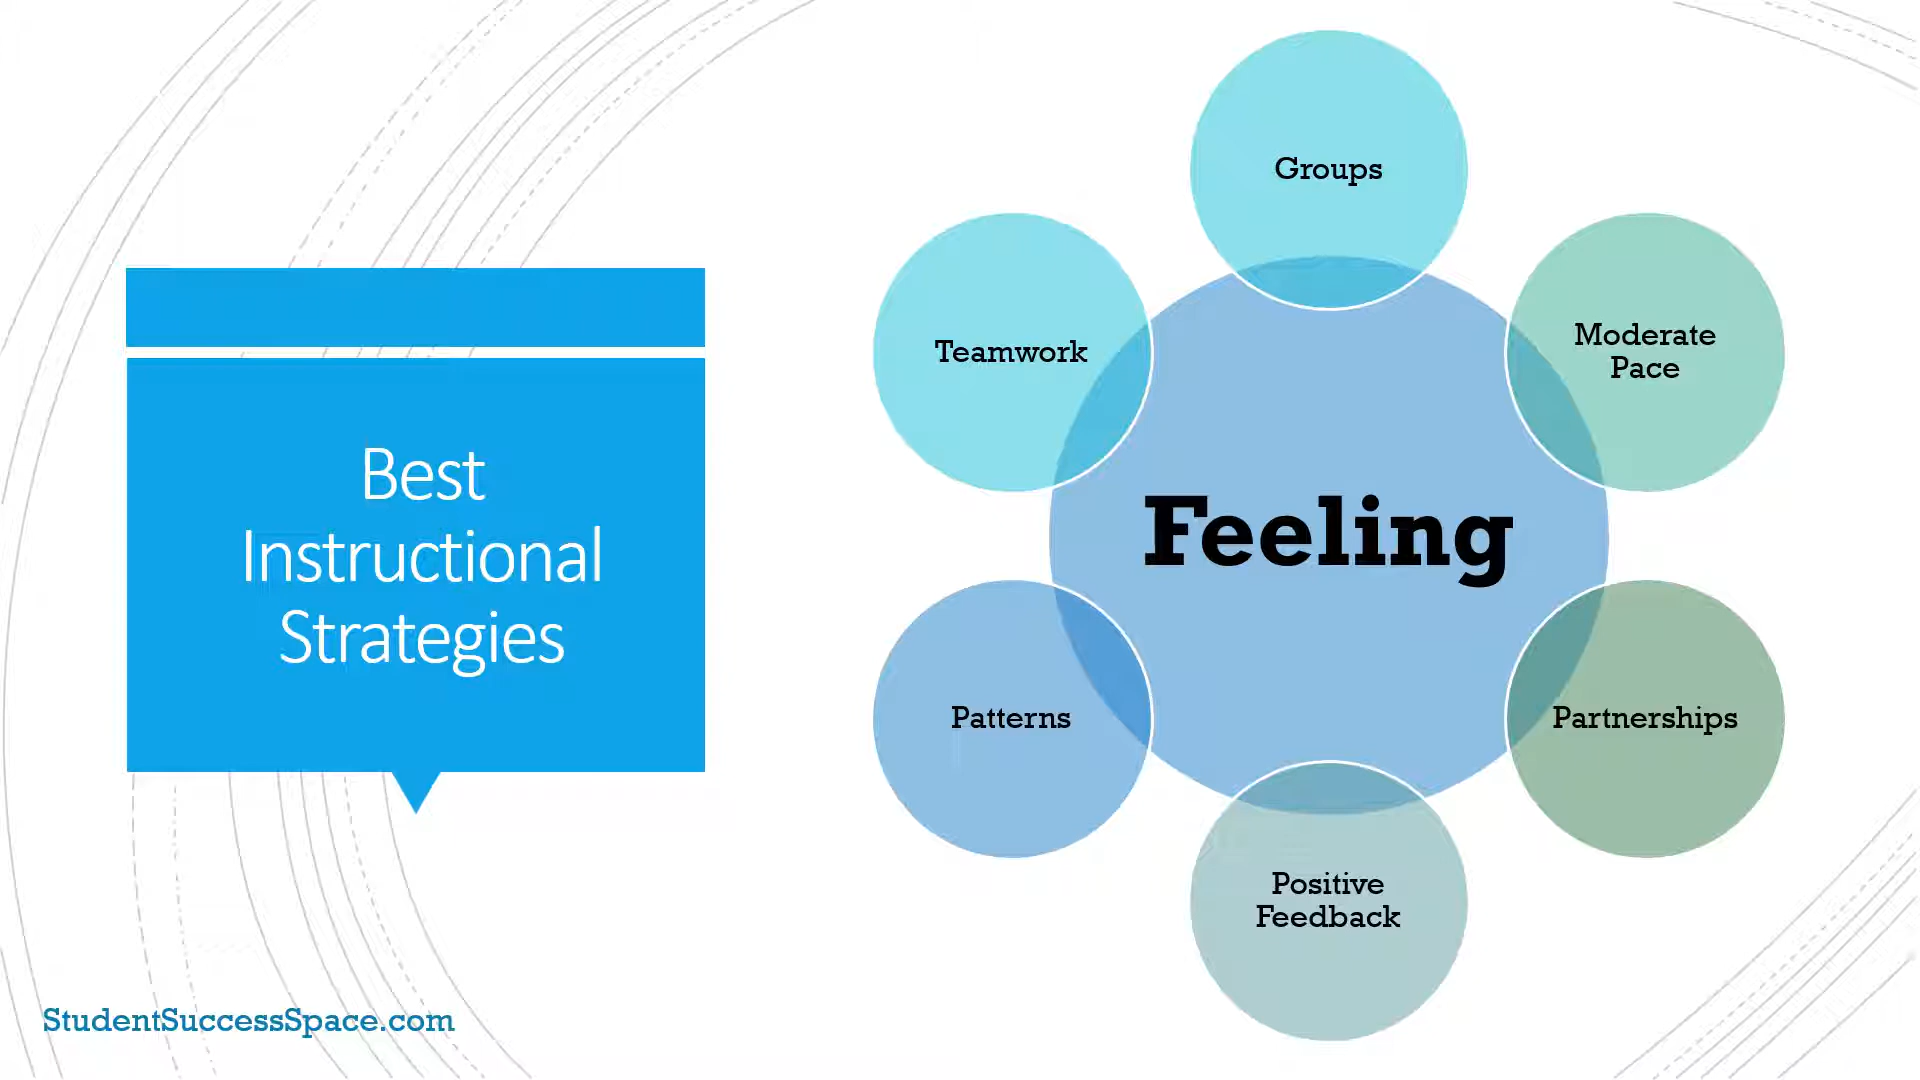 Best
Instructional
Strategies
Feeling
Groups
Moderate
Pace
Partnerships
Positive
Feedback
Patterns
Teamwork
StudentSuccessSpace.com